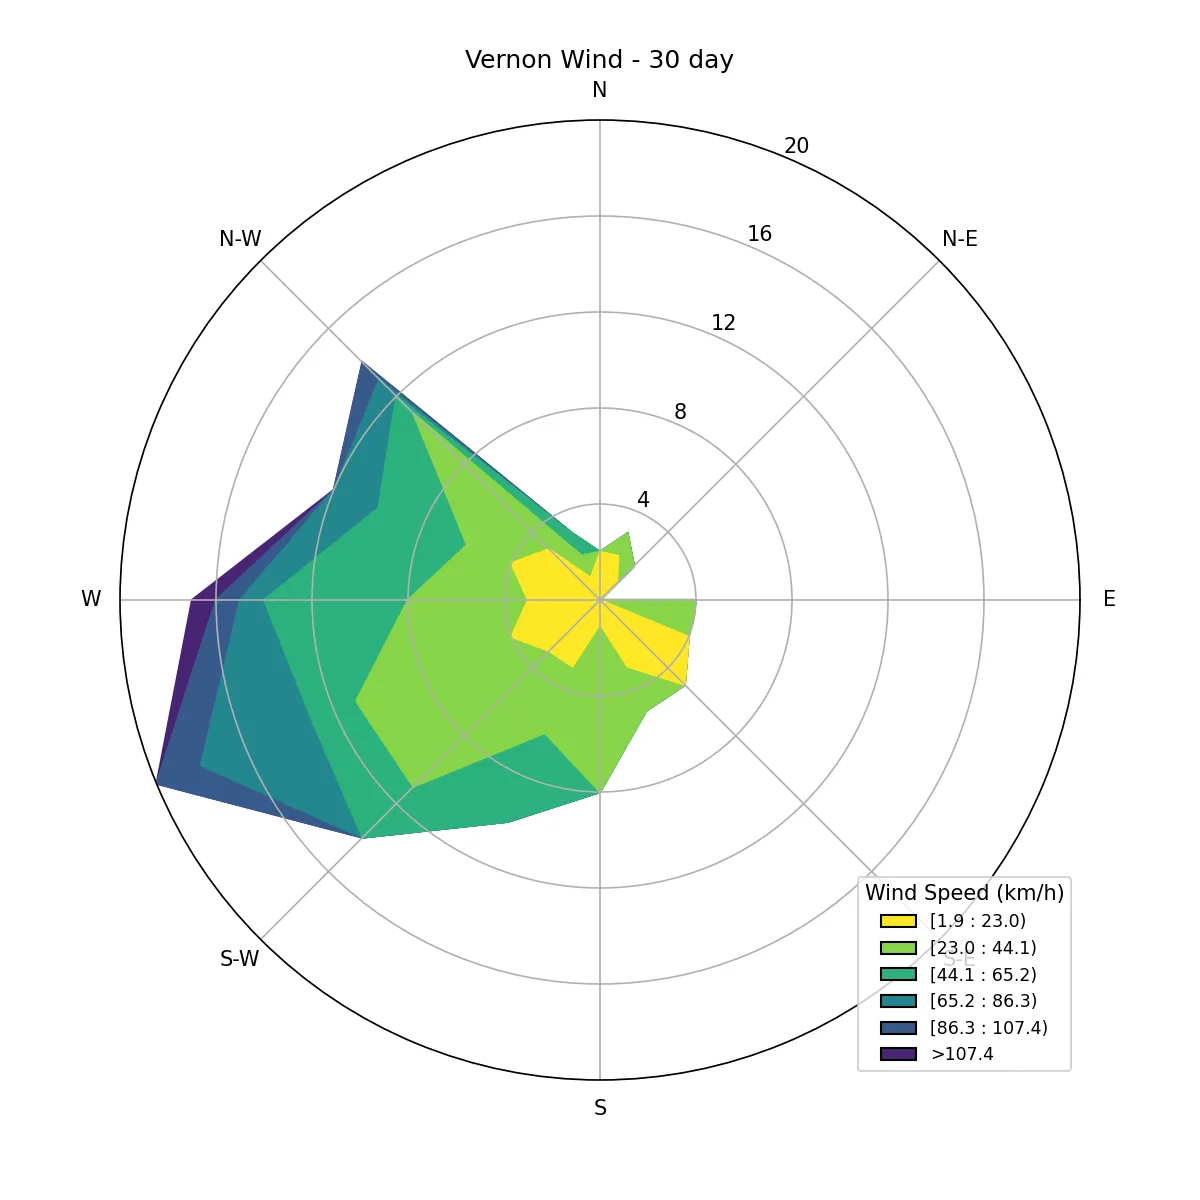 Vernon Wind - 30 day
N
20
N-W
N-E
16
12
8
4
W
E
S-W
S-E
S
Wind Speed (km/h)
[1.9 : 23.0)
[23.0 : 44.1)
[44.1 : 65.2)
[65.2 : 86.3)
[86.3 : 107.4)
>107.4